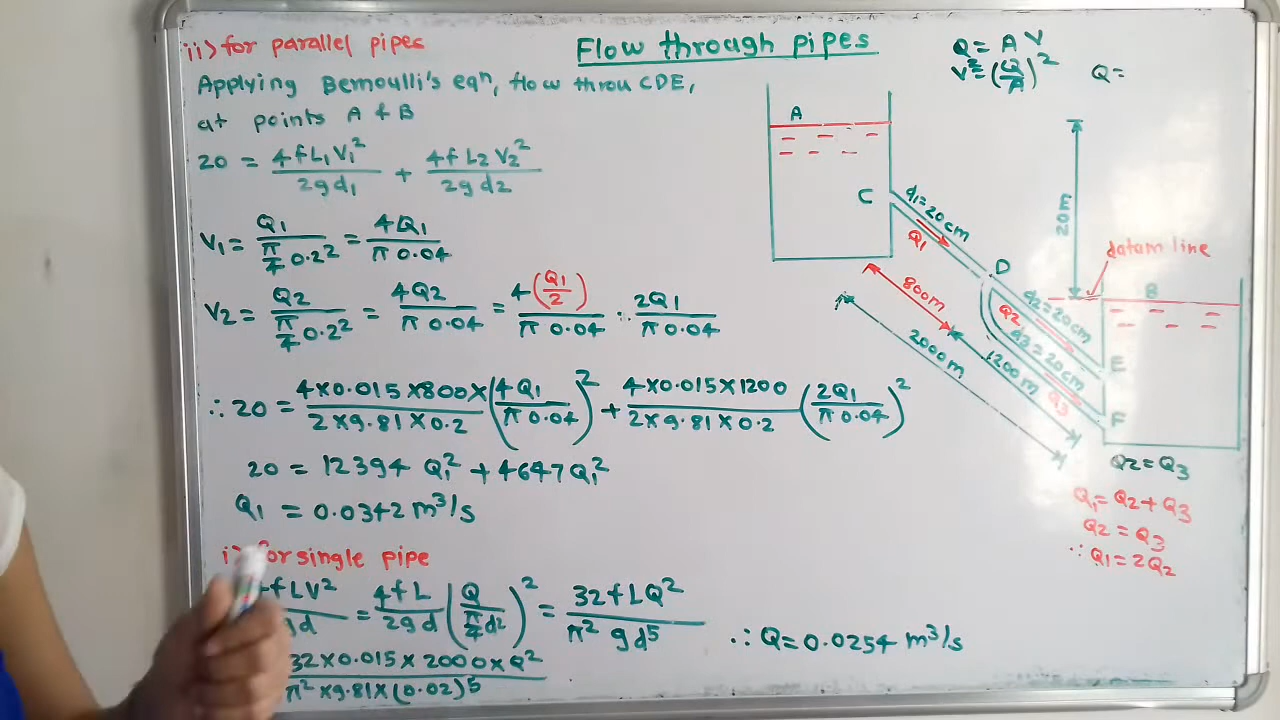 Flow through pipes
ii) for parallel pipes
Applying Bernoulli's eqⁿ, flow throu CDE,
at points A & B
20 = 4fL₁V₁²/2gd₁ + 4fL₂V₂²/2gd₂
V₁ = Q₁/(π/4 0.2²) = 4Q₁/π 0.04
V₂ = Q₂/(π/4 0.2²) = 4Q₂/π 0.04 = 4(Q₁/2)/π 0.04 : 2Q₁/π 0.04
∴ 20 = 4×0.015×800×/2×9.81×0.2 (4Q₁/π 0.04)² + 4×0.015×1200/2×9.81×0.2 (2Q₁/π 0.04)²
20 = 12394 Q₁² + 4647Q₁²
Q₁ = 0.0342 m³/s
i) for single pipe
fLV²/gd = 4fL/2gd (Q/(π/4 d²))² = 32fLQ²/π² gd⁵ ∴ Q = 0.0254 m³/s
32×0.015×2000×Q²/π²×9.81×(0.02)⁵
Q = A V
V² = (Q/A)² Q =
A
C
d₁=20cm
Q₁
20m
datam line
D
B
d₂=20cm
Q₂
d₃=20cm
Q₃
800m
2000m
1200m
E
F
Q₂ = Q₃
Q₁ = Q₂ + Q₃
Q₂ = Q₃
∴ Q₁ = 2Q₂